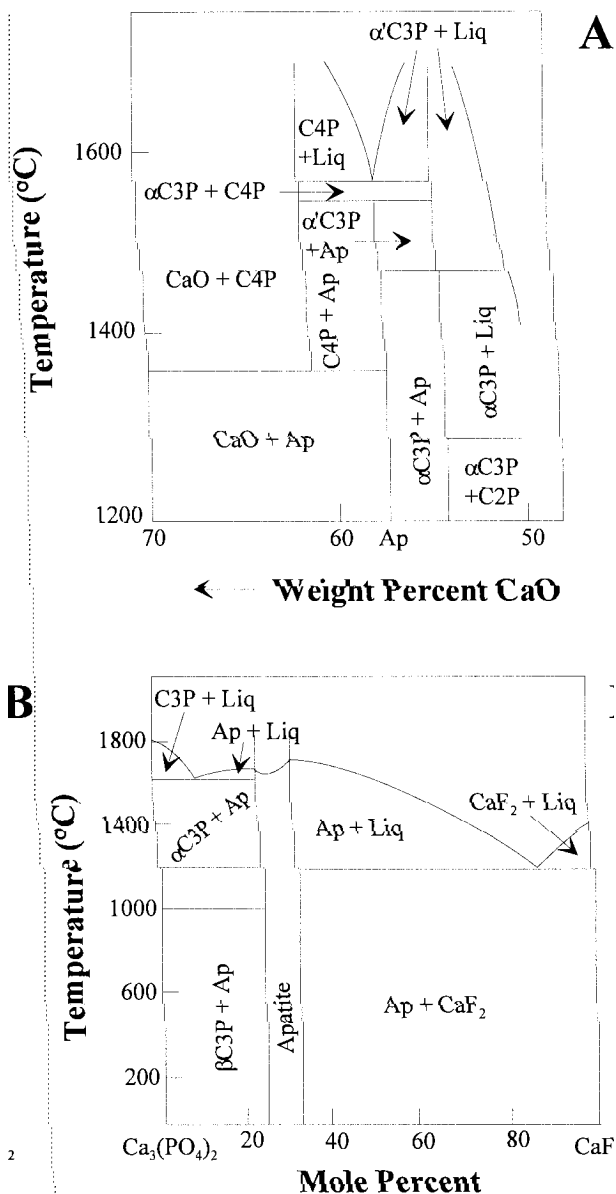 A
α'C3P + Liq
C4P
+Liq
1600
αC3P + C4P
α'C3P
+Ap
CaO + C4P
C4P + Ap
1400
αC3P + Liq
αC3P + Ap
CaO + Ap
αC3P
+C2P
1200
70
60
Ap
50
Temperature (°C)
Weight Percent CaO
B
C3P + Liq
Ap + Liq
1800
CaF₂ + Liq
αC3P + Ap
1400
Ap + Liq
1000
600
βC3P + Ap
Apatite
Ap + CaF₂
200
Temperature (°C)
Ca₃(PO₄)₂
20
40
60
80
CaF
Mole Percent
2